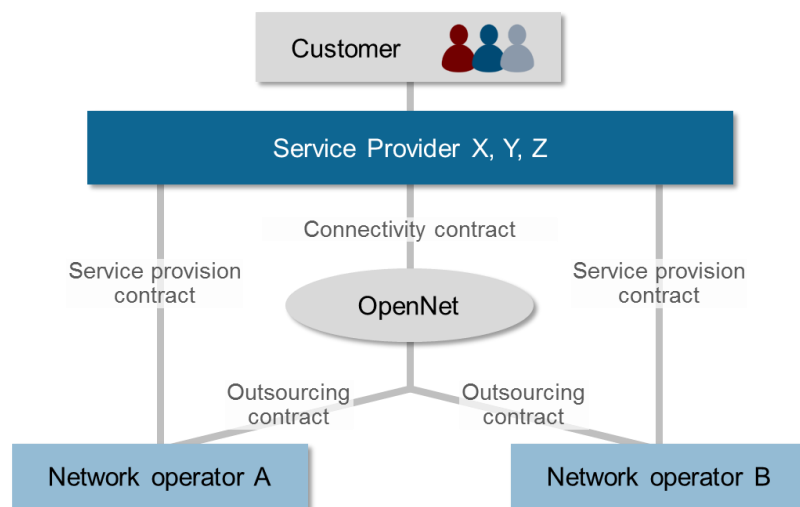 Customer
Service Provider X, Y, Z
Connectivity contract
Service provision
contract
Service provision
contract
OpenNet
Outsourcing
contract
Outsourcing
contract
Network operator A
Network operator B